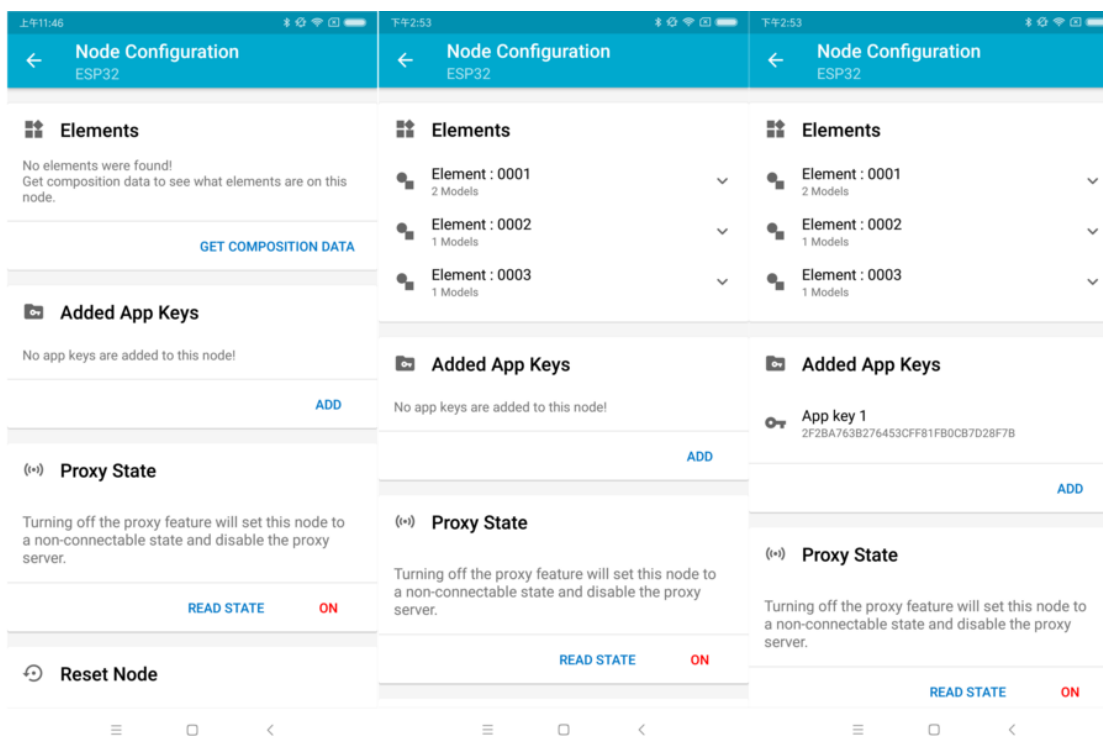 上午11:46
Node Configuration
ESP32
Elements
No elements were found!
Get composition data to see what elements are on this
node.
GET COMPOSITION DATA
Added App Keys
No app keys are added to this node!
ADD
Proxy State
Turning off the proxy feature will set this node to
a non-connectable state and disable the proxy
server.
READ STATE ON
Reset Node
下午2:53
Node Configuration
ESP32
Elements
Element : 0001
2 Models
Element : 0002
1 Models
Element : 0003
1 Models
Added App Keys
No app keys are added to this node!
ADD
Proxy State
Turning off the proxy feature will set this node to
a non-connectable state and disable the proxy
server.
READ STATE ON
下午2:53
Node Configuration
ESP32
Elements
Element : 0001
2 Models
Element : 0002
1 Models
Element : 0003
1 Models
Added App Keys
App key 1
2F2BA763B276453CFF81FB0CB7D28F7B
ADD
Proxy State
Turning off the proxy feature will set this node to
a non-connectable state and disable the proxy
server.
READ STATE ON